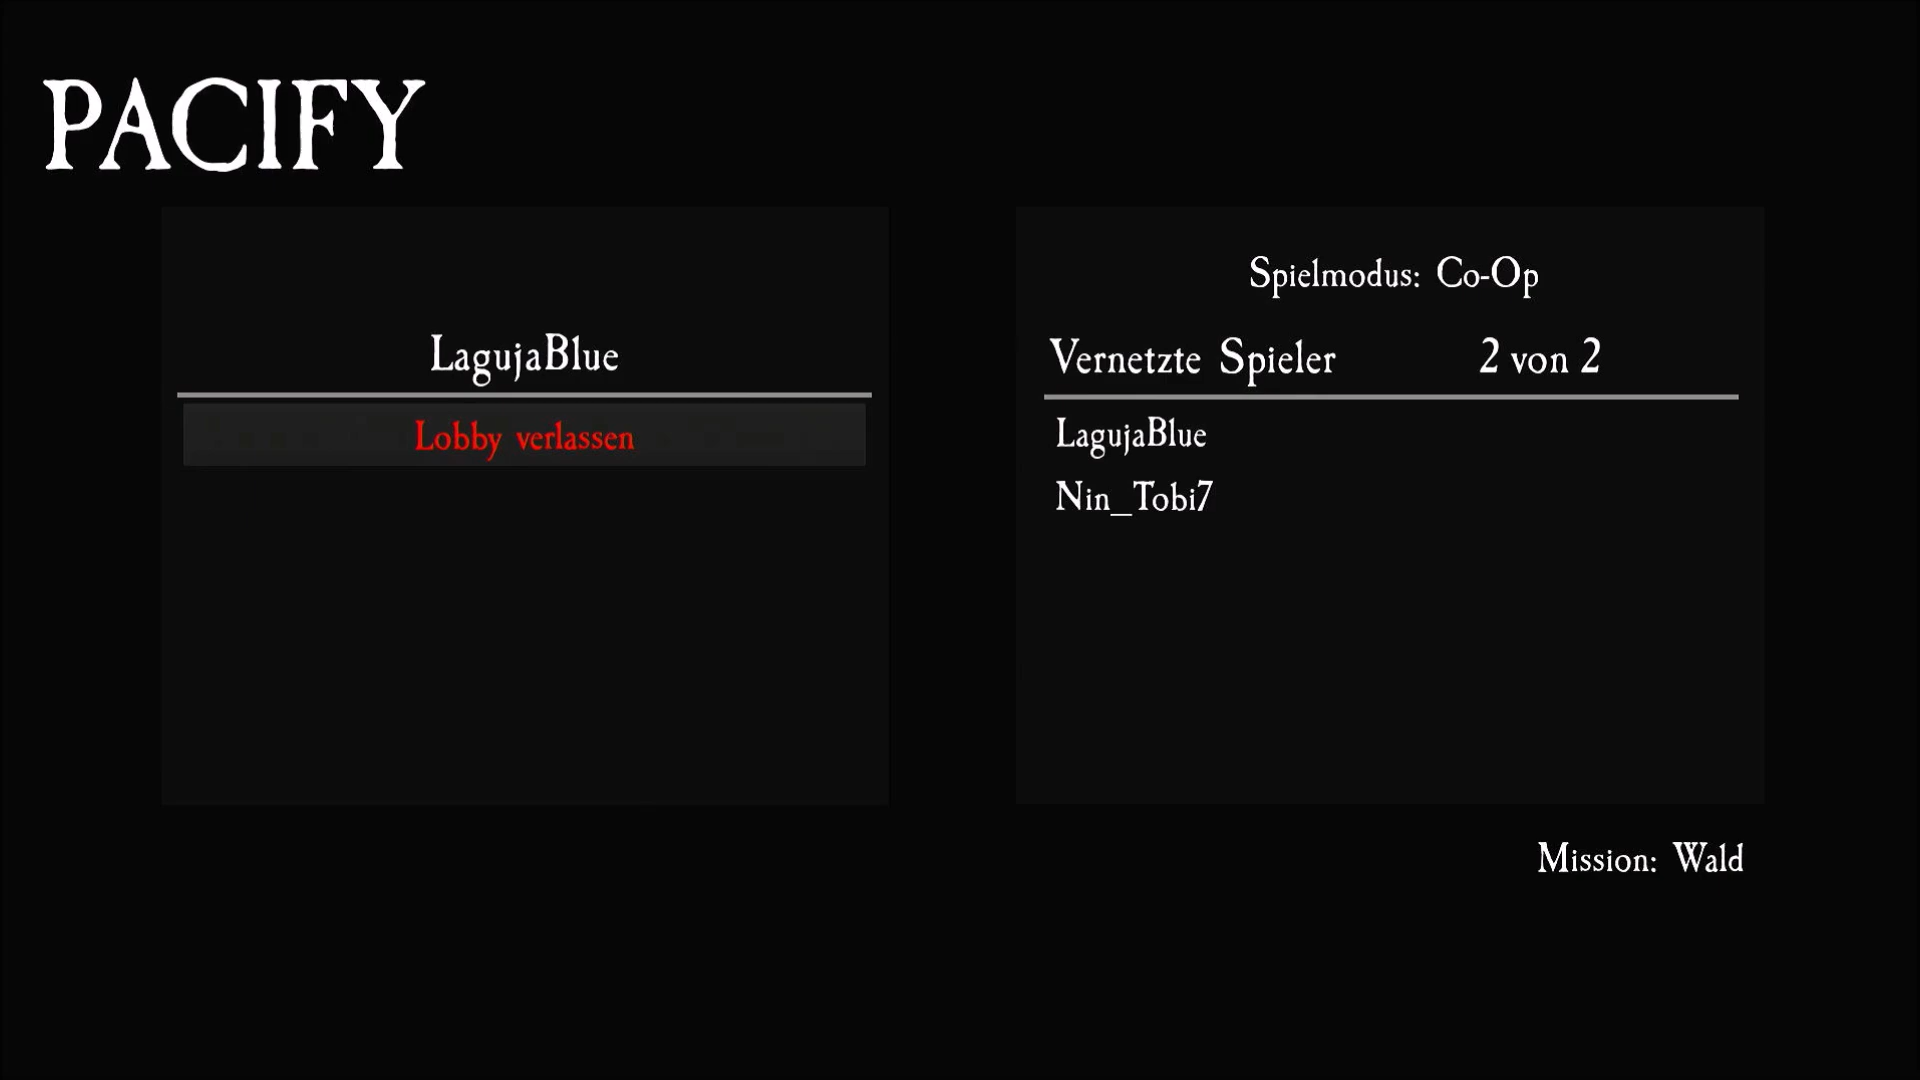 PACIFY
LagujaBlue
Lobby verlassen
Spielmodus: Co-Op
Vernetzte Spieler 2 von 2
LagujaBlue
Nin_Tobi7
Mission: Wald